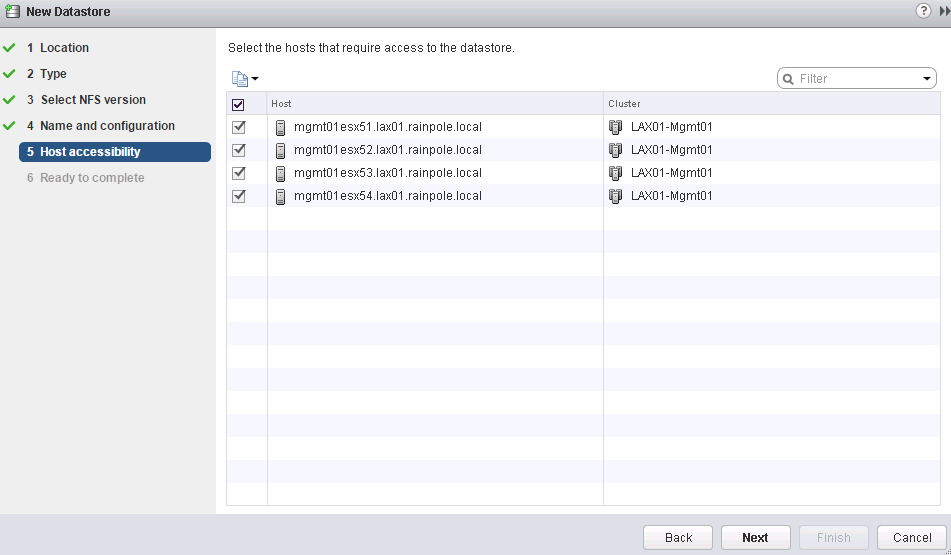 New Datastore
1 Location
2 Type
3 Select NFS version
4 Name and configuration
5 Host accessibility
6 Ready to complete
Select the hosts that require access to the datastore.
Filter
Host Cluster
mgmt01esx51.lax01.rainpole.local LAX01-Mgmt01
mgmt01esx52.lax01.rainpole.local LAX01-Mgmt01
mgmt01esx53.lax01.rainpole.local LAX01-Mgmt01
mgmt01esx54.lax01.rainpole.local LAX01-Mgmt01
Back Next Finish Cancel